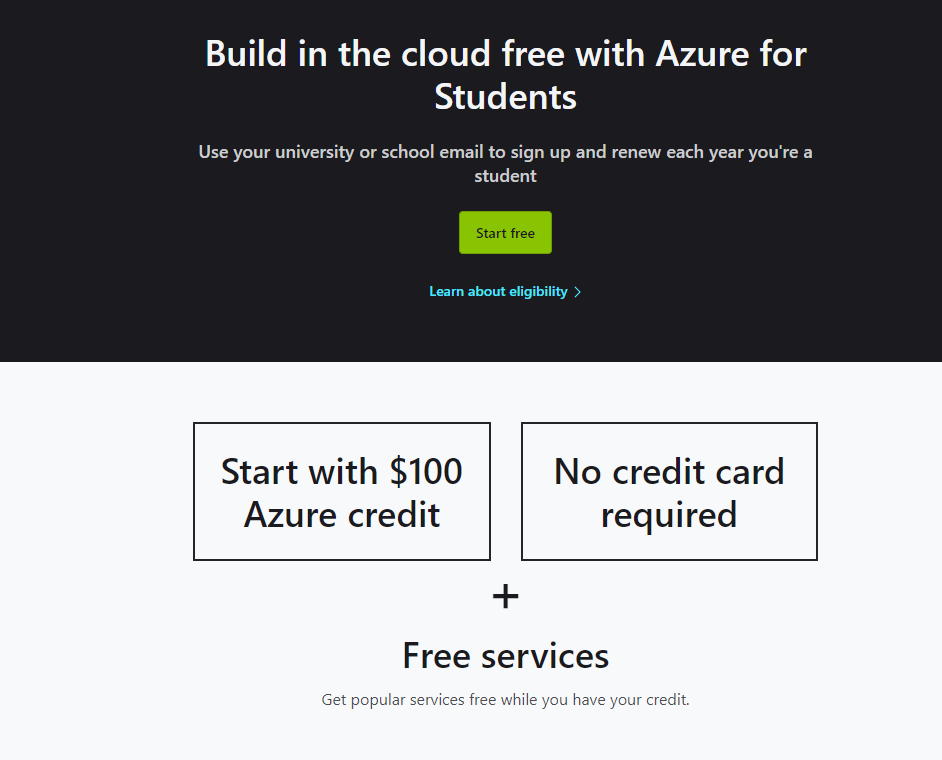 Build in the cloud free with Azure for
Students
Use your university or school email to sign up and renew each year you're a
student
Start free
Learn about eligibility
Start with $100
Azure credit
No credit card
required
+
Free services
Get popular services free while you have your credit.